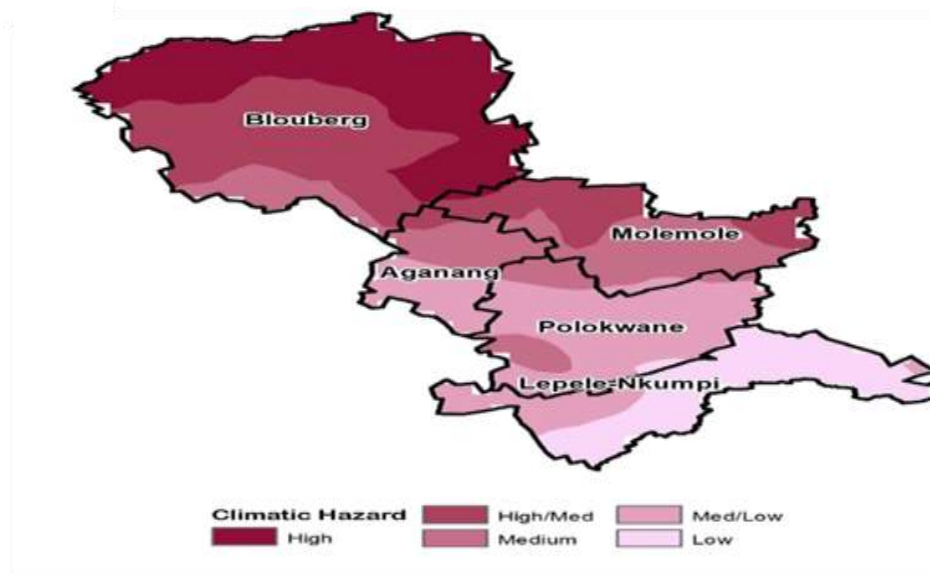 Blouberg
Molemole
Aganang
Polokwane
Lepele-Nkumpi
Climatic Hazard
High
High/Med
Medium
Med/Low
Low